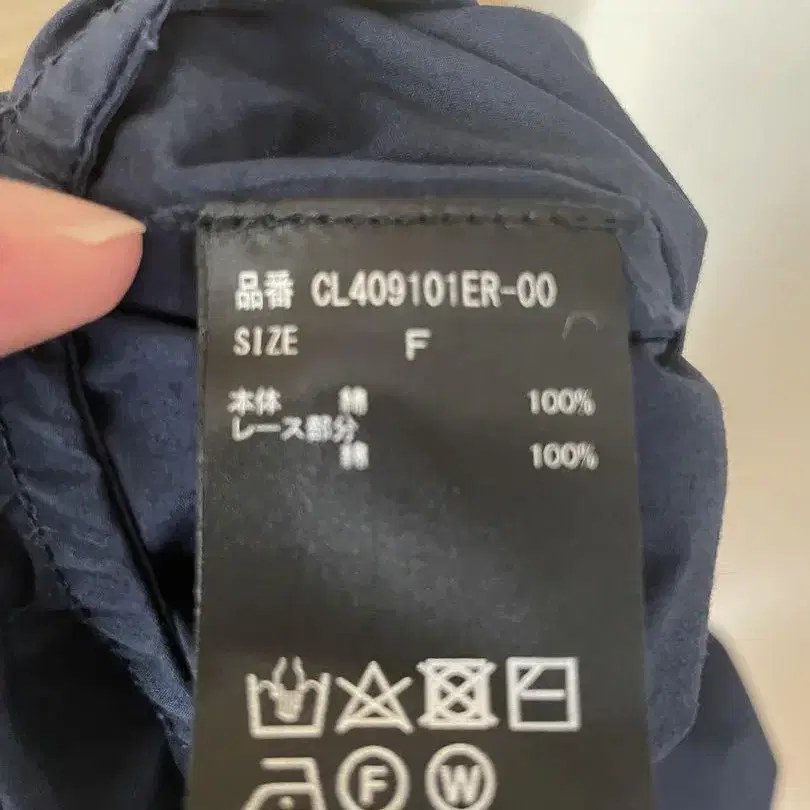 品番 CL409101ER-00
SIZE F
本体 綿 100%
レース部分
綿 100%
F W